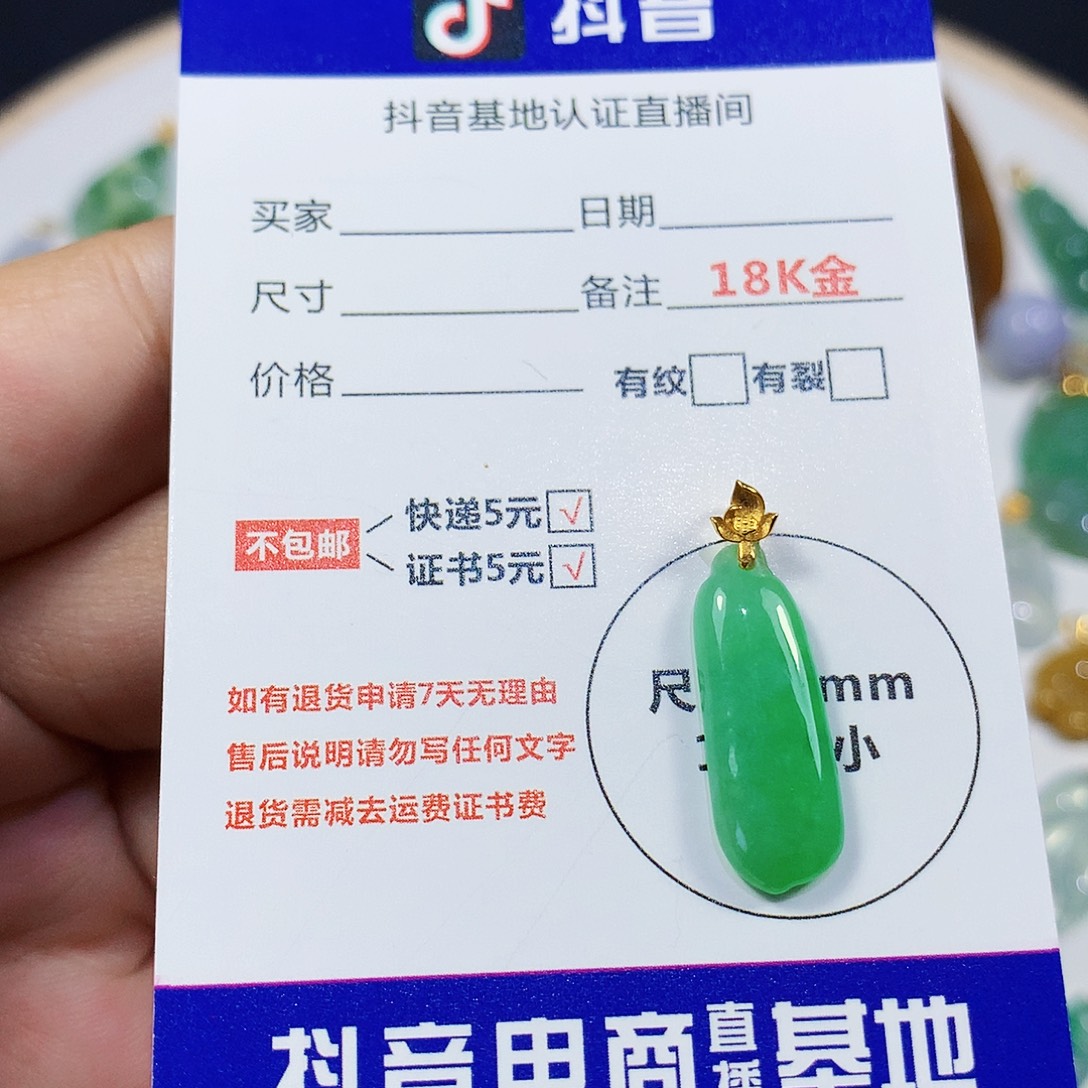 抖音
抖音基地认证直播间
买家 日期
尺寸 备注 18K金
价格 有纹 有裂
不包邮
快递5元 √
证书5元 √
如有退货申请7天无理由
售后说明请勿写任何文字
退货需减去运费证书费
尺 mm
小
抖音电商直播基地